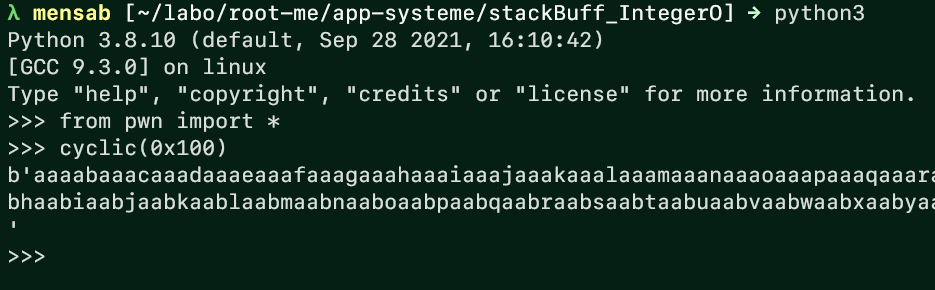 λ mensab [~/labo/root-me/app-systeme/stackBuff_IntegerO] → python3
Python 3.8.10 (default, Sep 28 2021, 16:10:42)
[GCC 9.3.0] on linux
Type "help", "copyright", "credits" or "license" for more information.
>>> from pwn import *
>>> cyclic(0x100)
b'aaaabaaacaaadaaaeaaafaaagaaahaaaiaaajaaakaaalaaamaaanaaaoaaapaaaqaaara
bhaabiaabjaabkaablaabmaabnaaboaabpaabqaabraabsaabtaabuaabvaabwaabxaabyaa
'
>>>